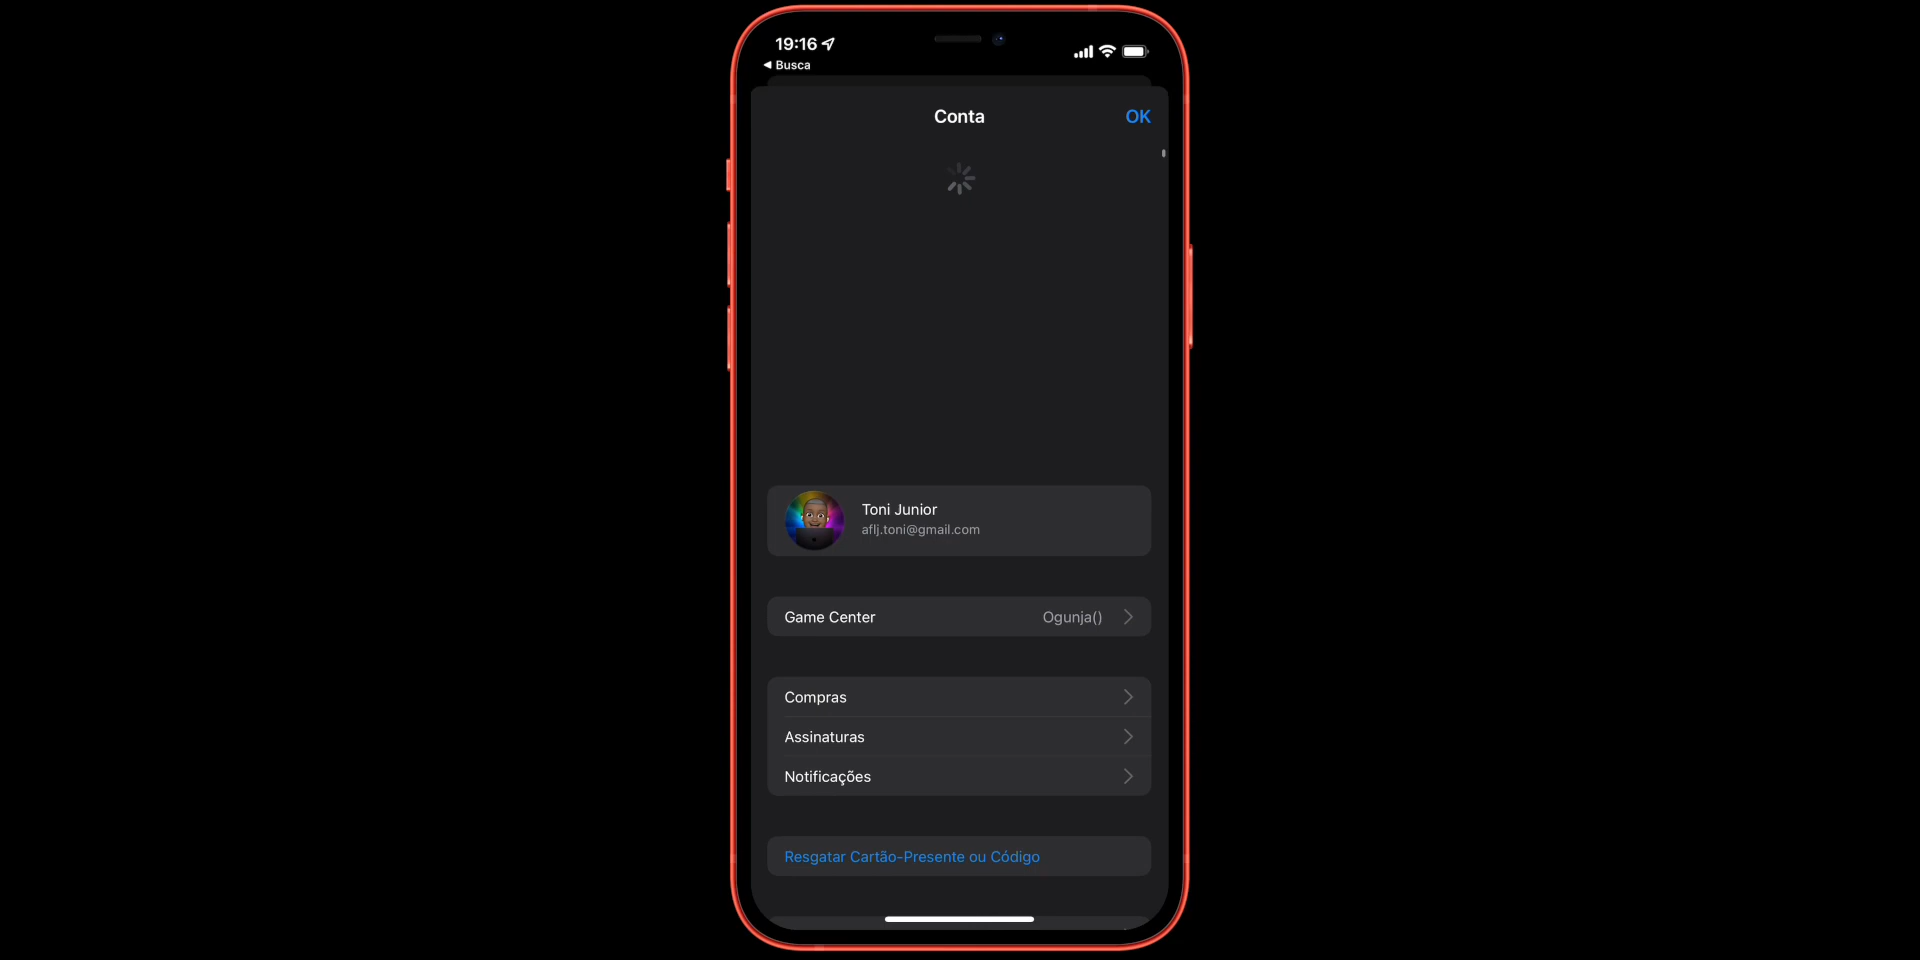 19:16
◀ Busca
Conta
OK
Toni Junior
aflj.toni@gmail.com
Game Center
Ogunja()
Compras
Assinaturas
Notificações
Resgatar Cartão-Presente ou Código